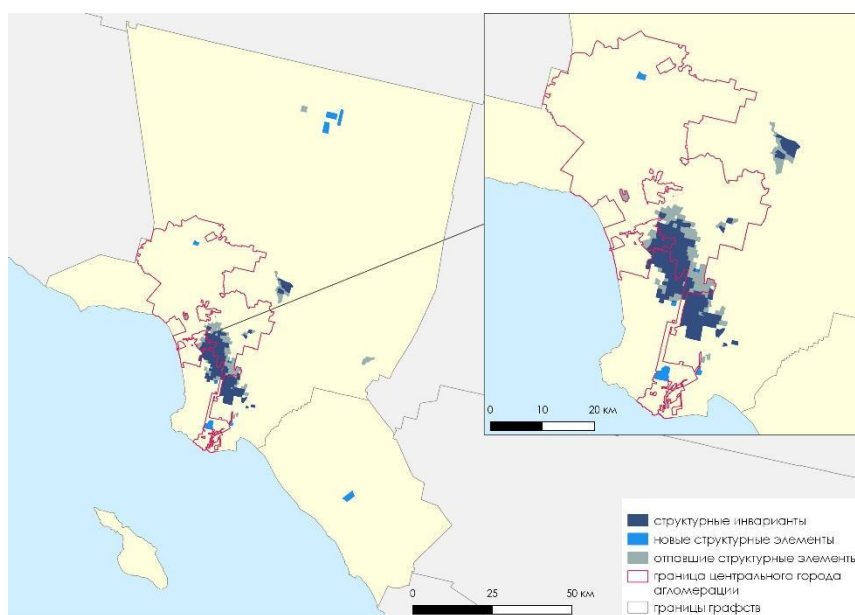 0 10 20 км
структурные инварианты
новые структурные элементы
отпавшие структурные элементы
граница центрального города
агломерации
границы графств
0 25 50 км